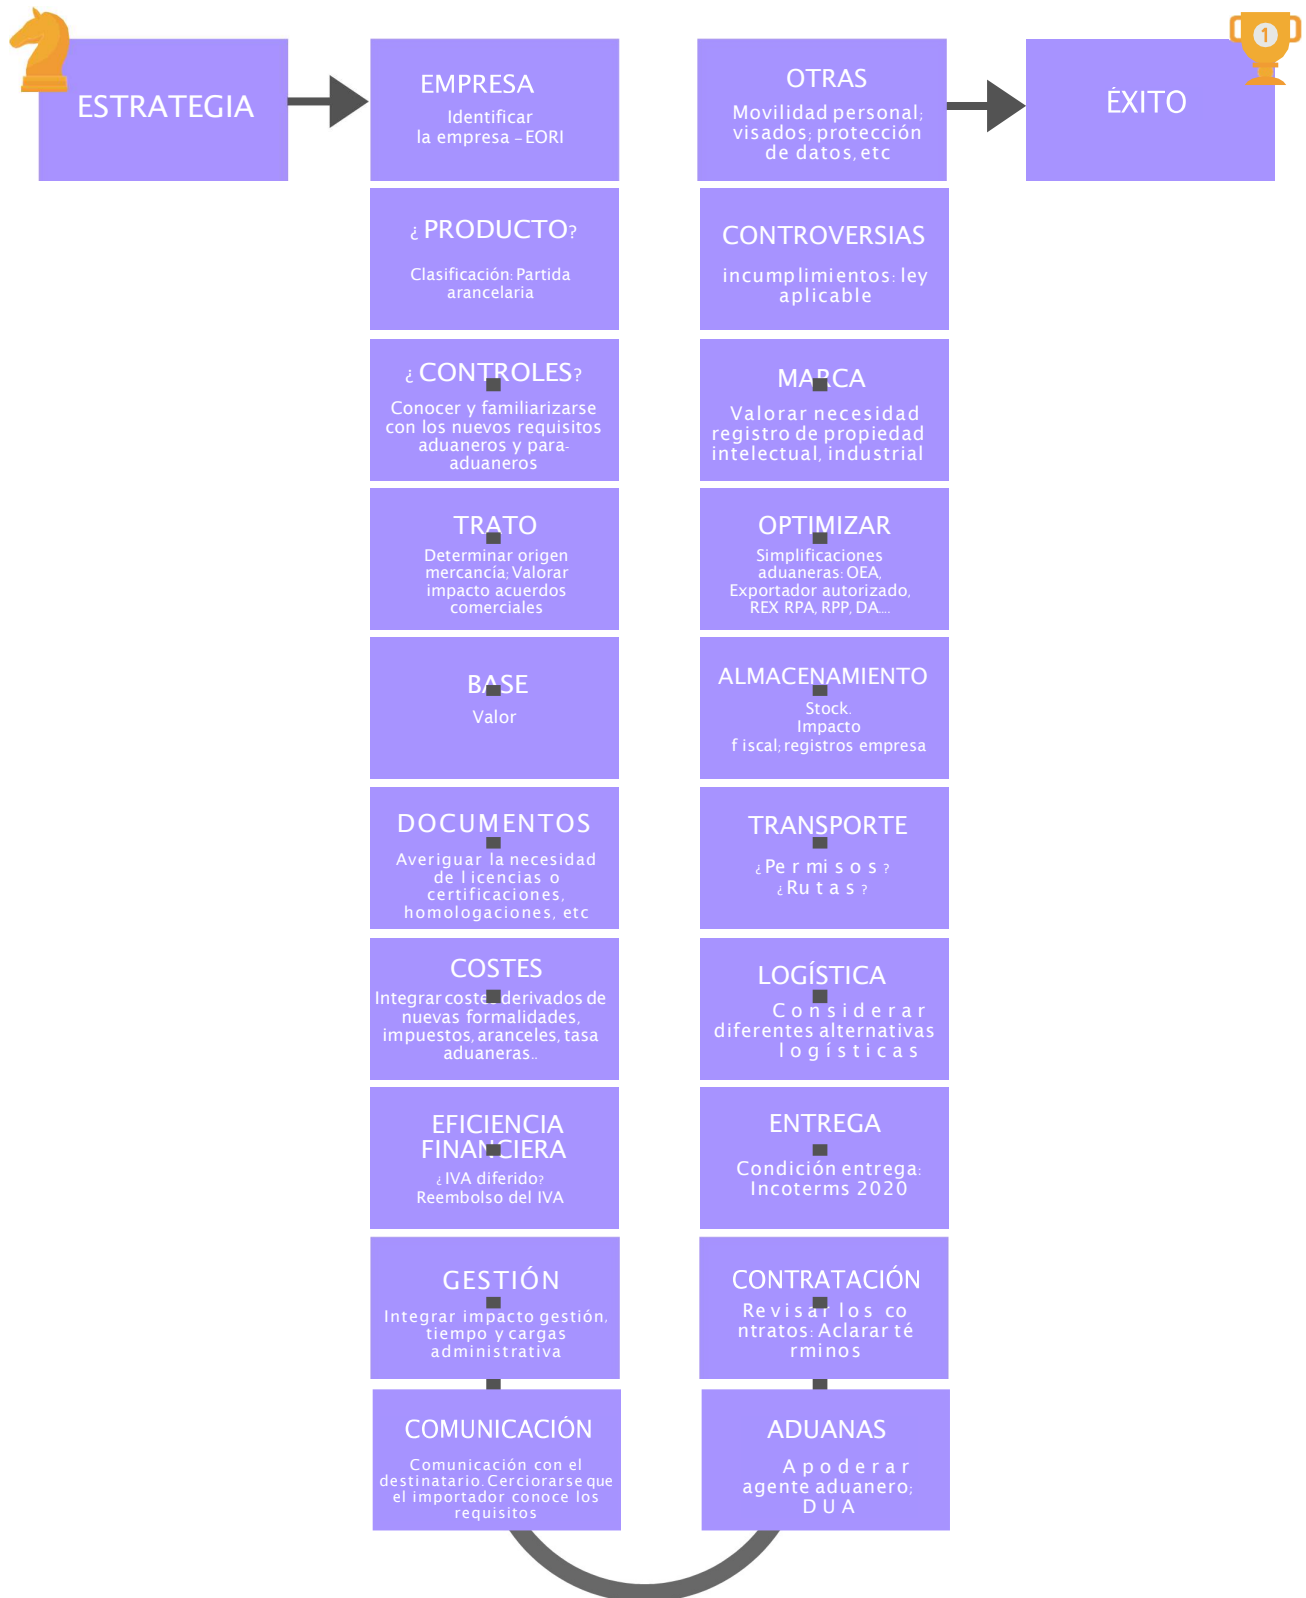 ESTRATEGIA
EMPRESA
Identificar
la empresa – EORI
¿PRODUCTO?
Clasificación: Partida
arancelaria
¿CONTROLES?
Conocer y familiarizarse
con los nuevos requisitos
aduaneros y para-
aduaneros
TRATO
Determinar origen
mercancía; Valorar
impacto acuerdos
comerciales
BASE
Valor
DOCUMENTOS
Averiguar la necesidad
de licencias o
certificaciones,
homologaciones, etc
COSTES
Integrar costes derivados de
nuevas formalidades,
impuestos, aranceles, tasa
aduaneras..
EFICIENCIA
FINANCIERA
¿IVA diferido?
Reembolso del IVA
GESTIÓN
Integrar impacto gestión,
tiempo y cargas
administrativa
COMUNICACIÓN
Comunicación con el
destinatario. Cerciorarse que
el importador conoce los
requisitos
ADUANAS
Apoderar
agente aduanero;
DUA
CONTRATACIÓN
Revisar los co
ntratos: Aclarar té
rminos
ENTREGA
Condición entrega:
Incoterms 2020
LOGÍSTICA
Considerar
diferentes alternativas
logísticas
TRANSPORTE
¿Permisos?
¿Rutas?
ALMACENAMIENTO
Stock.
Impacto
fiscal; registros empresa
OPTIMIZAR
Simplificaciones
aduaneras: OEA,
Exportador autorizado,
REX RPA, RPP, DA....
MARCA
Valorar necesidad
registro de propiedad
intelectual, industrial
CONTROVERSIAS
incumplimientos: ley
aplicable
OTRAS
Movilidad personal;
visados; protección
de datos, etc
ÉXITO
1